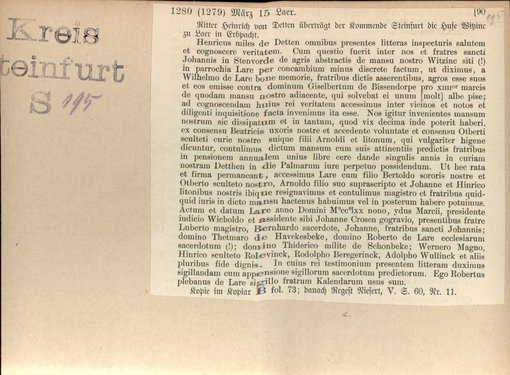 Kreis
teinfurt
S 195
1280 (1279) März 15 Laer. [90
195
Ritter Heinrich von Detten überträgt der Kommende Steinfurt die Hufe Witzinc
zu Laer in Erbpacht.
Henricus miles de Detten omnibus presentes litteras inspecturis salutem
et cognoscere veritatem. Cum questio fuerit inter nos et fratres sancti
Johannis in Stenvorde de agris abstractis de mansu nostro Witzinc siti (!)
in parrochia Lare per concambium minus discrete factum, ut diximus, a
Wilhelmo de Lare bone memorie, fratribus dictis asserentibus, agros esse suos
et eos emisse contra dominum Giselbertum de Bissendorpe pro marcis
de quodam mansu nostro adiacente, qui solvebat ei unum [molt] albe pise;
ad cognoscendam huius rei veritatem accessimus inter vicinos et notos et
diligenti inquisitione facta invenimus ita esse. Nos igitur invenientes mansum
nostrum sic dissipatum et in tantum, quod vix decima inde poterit haberi,
ex consensu Beatricis uxoris nostre et accedente voluntate et consensu Otberti
sculteti curie nostre suique filii Arnoldi et litonum, qui vulgariter higene
dicuntur, contulimus dictum mansum cum suis attinentiis predictis fratribus
in pensionem annualem unius libre cere dande singulis annis in curiam
nostram Detthen in die Palmarum iure perpetuo possidendum. Ut hec rata
et firma permaneant, accessimus Lare cum filio Bertoldo sororis nostre et
Otberto sculteto nostro, Arnoldo filio suo suprascripto et Johanne et Hinrico
litonibus nostris ibique resignavimus et contulimus magistro et fratribus quid-
quid iuris in dicto mansu hactenus habuimus vel in posterum habere potuimus.
Actum et datum Lare anno Domini MºccºLxx nono, ydus Marcii, presidente
iudicio Wieboldo et assidente sibi Johanne Crosen gogravio, presentibus fratre
Luberto magistro, Bernhardo sacerdote, Johanne, fratribus sancti Johannis;
domino Thetmaro de Havekesbeke, domino Roberto de Lare ecclesiarum
sacerdotum (!); domino Thiderico milite de Schonbeke; Wernero Magno,
Hinrico sculteto Rolevinck, Rodolpho Beregerinck, Adolpho Wullinck et aliis
pluribus fide dignis. In cuius rei testimonium presentem litteram duximus
sigillandam cum appensione sigillorum sacerdotum predictorum. Ego Robertus
plebanus de Lare sigillo fratrum Kalendarum usus sum.
Kopie im Kopiar B fol. 73; danach Regest Niesert, V. S. 60, Nr. 11.